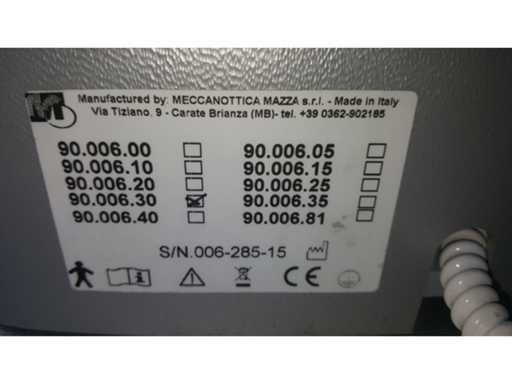 M
Manufactured by: MECCANOTTICA MAZZA s.r.l. - Made in Italy
Via Tiziano, 9 - Carate Brianza (MB)- tel. +39 0362-902185
90.006.00 90.006.05
90.006.10 90.006.15
90.006.20 90.006.25
90.006.30 90.006.35
90.006.40 90.006.81
S/N.006-285-15
CE